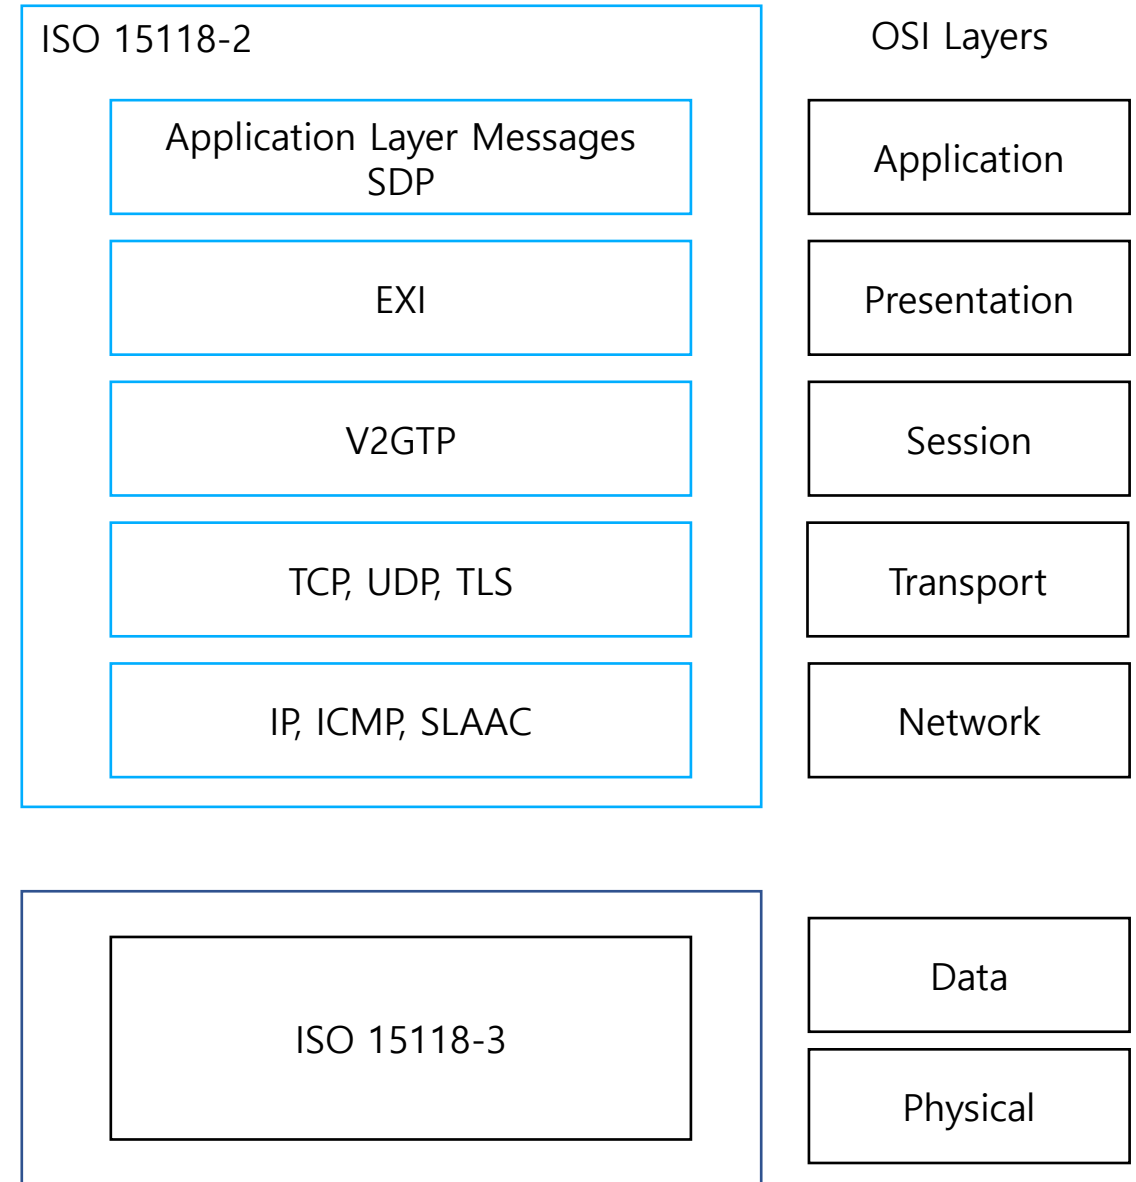 ISO 15118-2
OSI Layers
Application Layer Messages
SDP
Application
EXI
Presentation
V2GTP
Session
TCP, UDP, TLS
Transport
IP, ICMP, SLAAC
Network
ISO 15118-3
Data
Physical